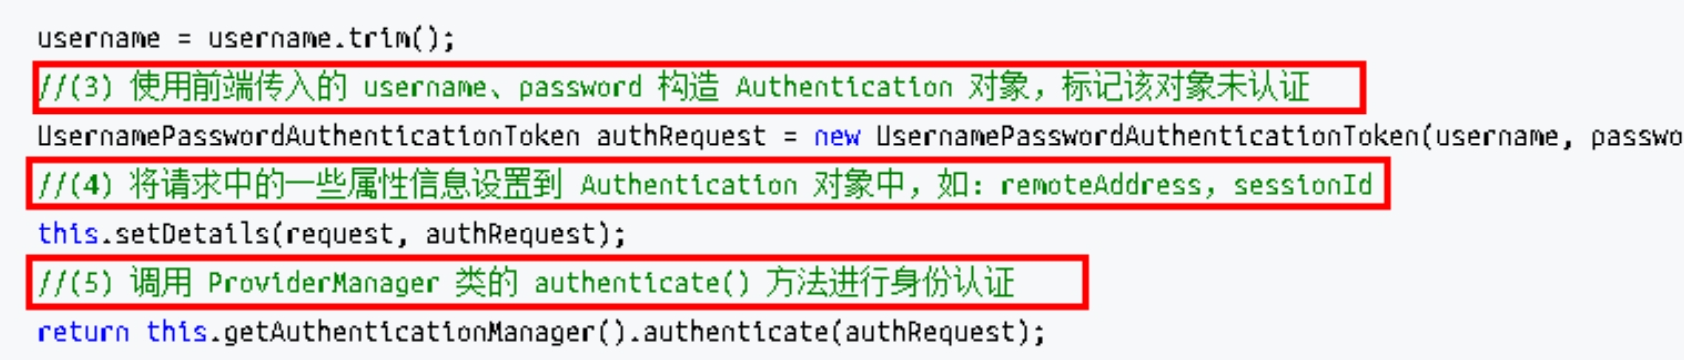 username = username.trim();
//(3) 使用前端传入的 username、password 构造 Authentication 对象，标记该对象未认证
UsernamePasswordAuthenticationToken authRequest = new UsernamePasswordAuthenticationToken(username, passwo
//(4) 将请求中的一些属性信息设置到 Authentication 对象中，如：remoteAddress，sessionId
this.setDetails(request, authRequest);
//(5) 调用 ProviderManager 类的 authenticate() 方法进行身份认证
return this.getAuthenticationManager().authenticate(authRequest);